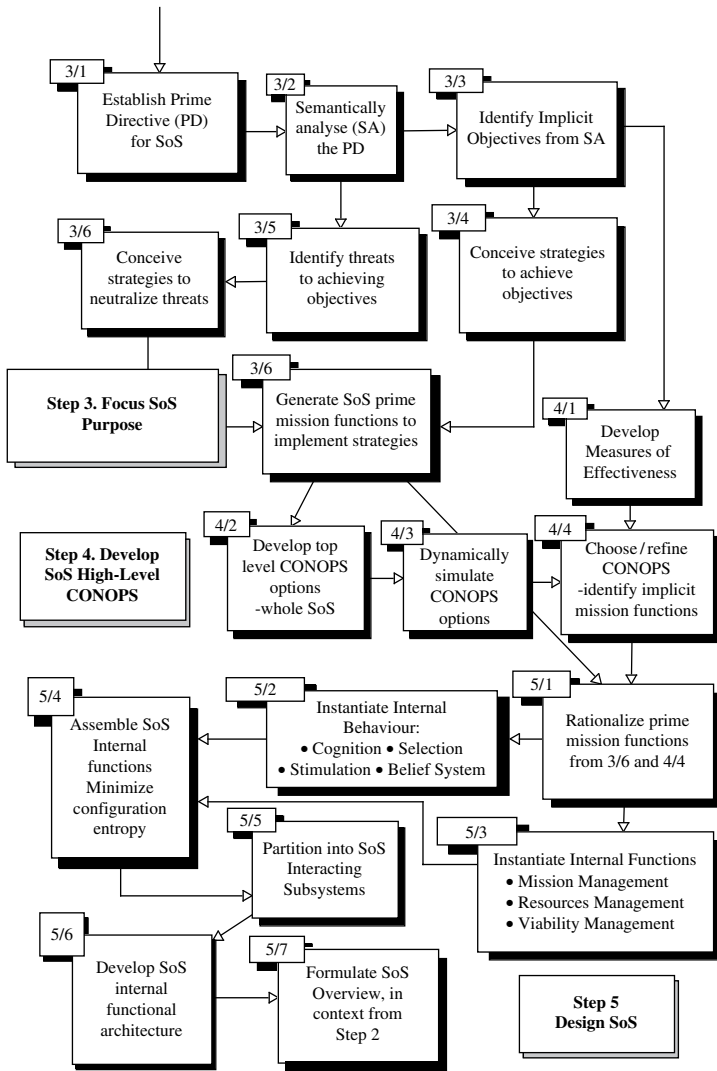 3/1
Establish Prime
Directive (PD)
for SoS
3/2
Semantically
analyse (SA)
the PD
3/3
Identify Implicit
Objectives from SA
3/6
Conceive
strategies to
neutralize threats
3/5
Identify threats
to achieving
objectives
3/4
Conceive strategies
to achieve
objectives
Step 3. Focus SoS
Purpose
3/6
Generate SoS prime
mission functions to
implement strategies
4/1
Develop
Measures of
Effectiveness
Step 4. Develop
SoS High-Level
CONOPS
4/2
Develop top
level CONOPS
options
-whole SoS
4/3
Dynamically
simulate
CONOPS
options
4/4
Choose / refine
CONOPS
-identify implicit
mission functions
5/4
Assemble SoS
Internal
functions
Minimize
configuration
entropy
5/2
Instantiate Internal
Behaviour:
• Cognition • Selection
• Stimulation • Belief System
5/1
Rationalize prime
mission functions
from 3/6 and 4/4
5/5
Partition into SoS
Interacting
Subsystems
5/3
Instantiate Internal Functions
• Mission Management
• Resources Management
• Viability Management
5/6
Develop SoS
internal
functional
architecture
5/7
Formulate SoS
Overview, in
context from
Step 2
Step 5
Design SoS